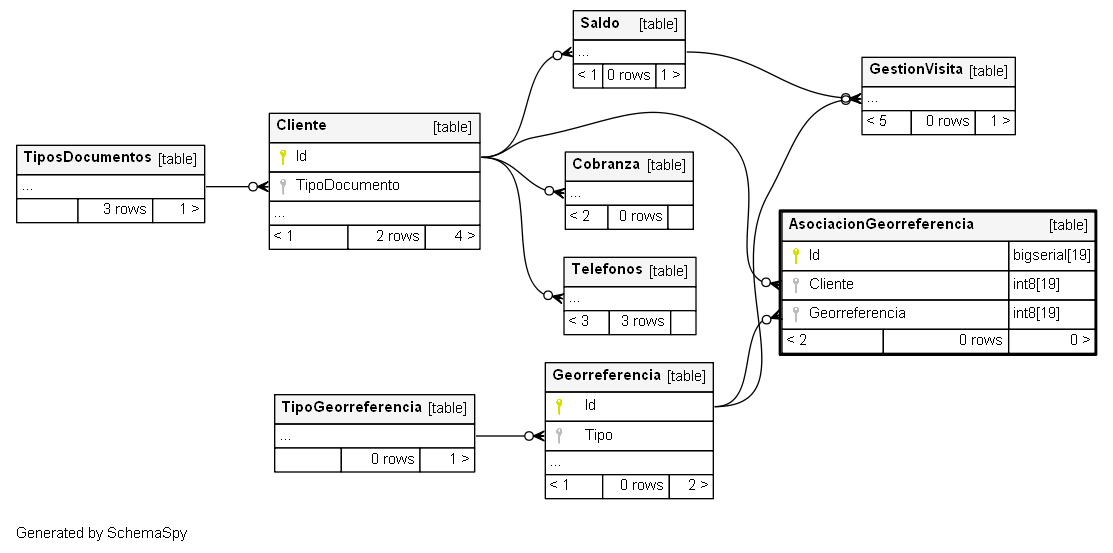 Saldo [table]
...
< 1 0 rows 1 >
GestionVisita [table]
...
< 5 0 rows 1 >
Cliente [table]
Id
TipoDocumento
...
< 1 2 rows 4 >
TiposDocumentos [table]
...
3 rows 1 >
Cobranza [table]
...
< 2 0 rows
AsociacionGeorreferencia [table]
Id bigserial[19]
Cliente int8[19]
Georreferencia int8[19]
< 2 0 rows 0 >
Telefonos [table]
...
< 3 3 rows
Georreferencia [table]
Id
Tipo
...
< 1 0 rows 2 >
TipoGeorreferencia [table]
...
0 rows 1 >
Generated by SchemaSpy